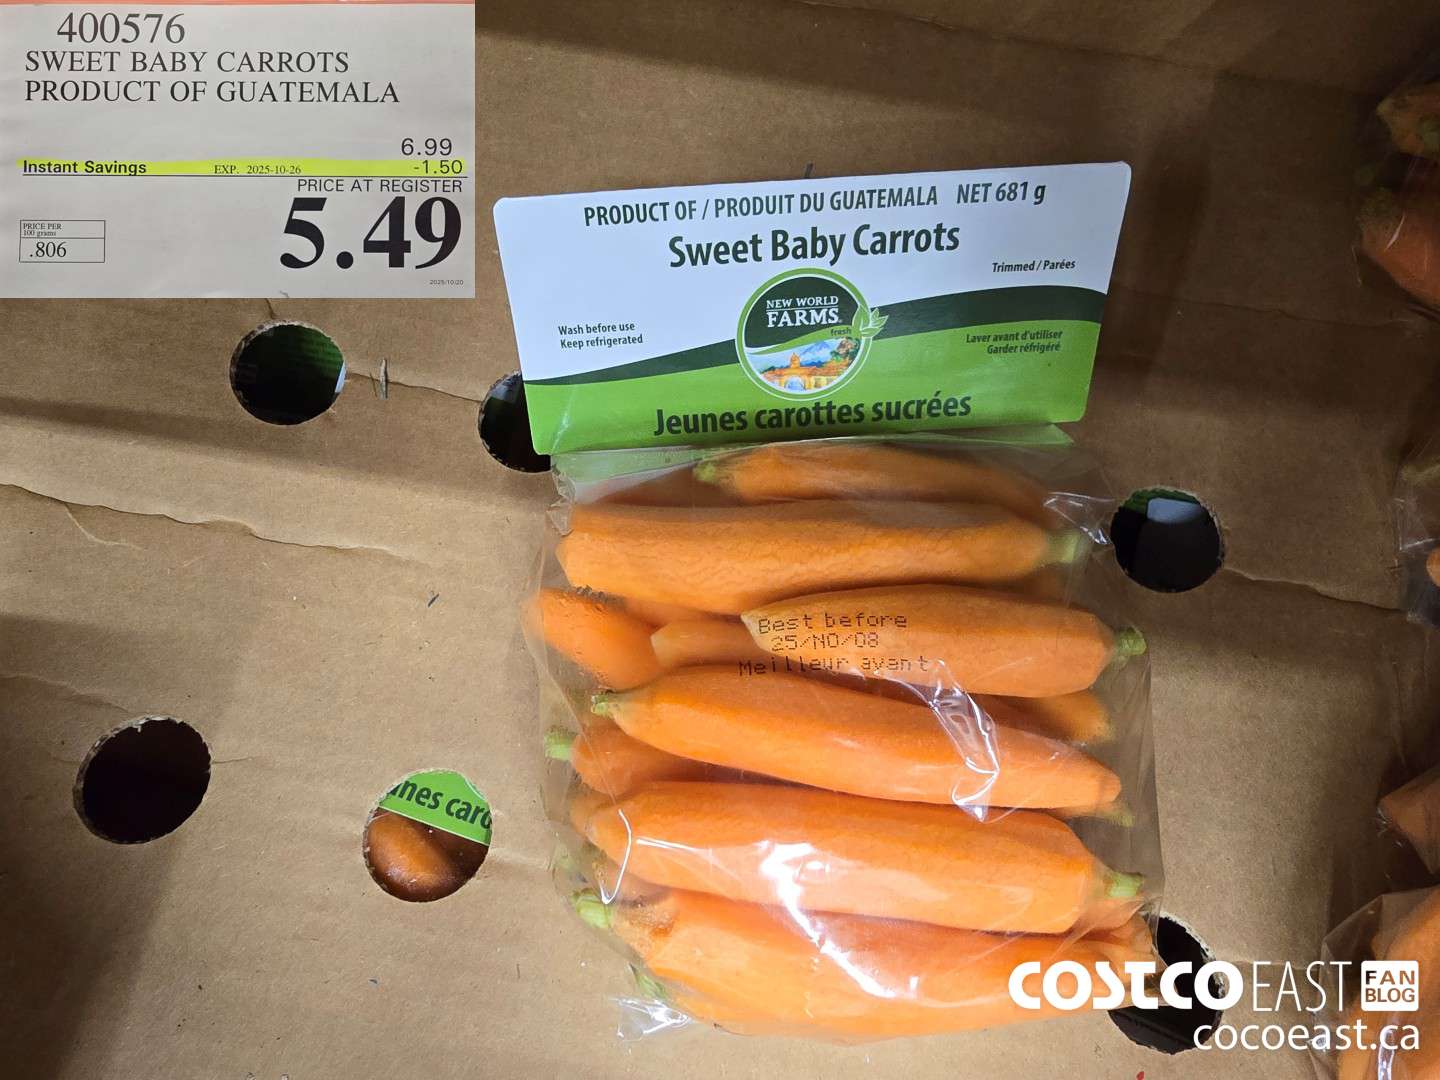 400576
SWEET BABY CARROTS
PRODUCT OF GUATEMALA
6.99
Instant Savings EXP. 2025-10-26 -1.50
PRICE AT REGISTER
5.49
PRICE PER
100 grams
.806
2025/10/20
PRODUCT OF / PRODUIT DU GUATEMALA NET 681 g
Sweet Baby Carrots
Trimmed / Parées
NEW WORLD
FARMS
fresh
Wash before use
Keep refrigerated
Laver avant d'utiliser
Garder réfrigéré
Jeunes carottes sucrées
Best before
25/NO/08
Meilleur avant
unes caro
COSTCO EAST FAN
BLOG
cocoeast.ca